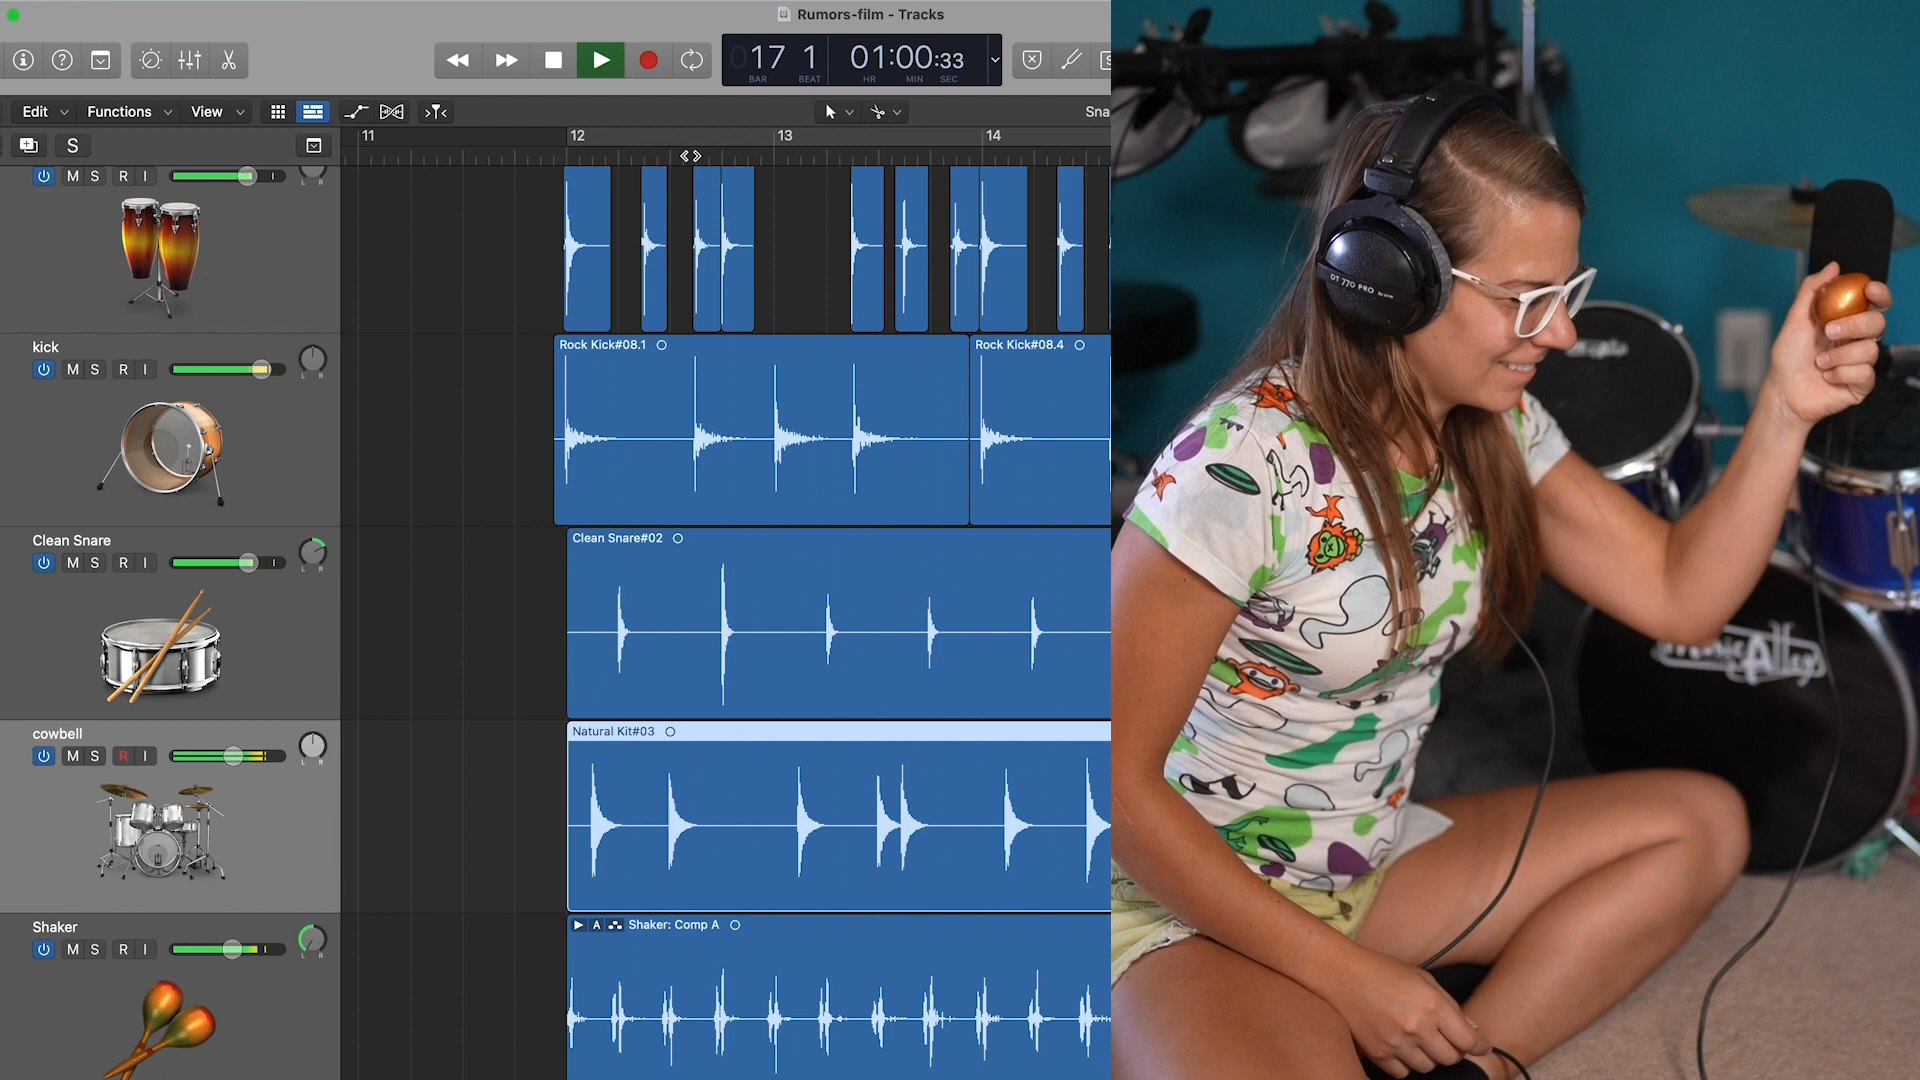 Rumors-film - Tracks
17 1 01:00:33
BAR BEAT HR MIN SEC
Edit Functions View Sna
S 11 12 13 14
M S R I L R
kick Rock Kick#08.1 Rock Kick#08.4
M S R I L R
Clean Snare Clean Snare#02
M S R I L R
cowbell Natural Kit#03
M S R I L R
Shaker A Shaker: Comp A
M S R I L R
DT 770 PRO